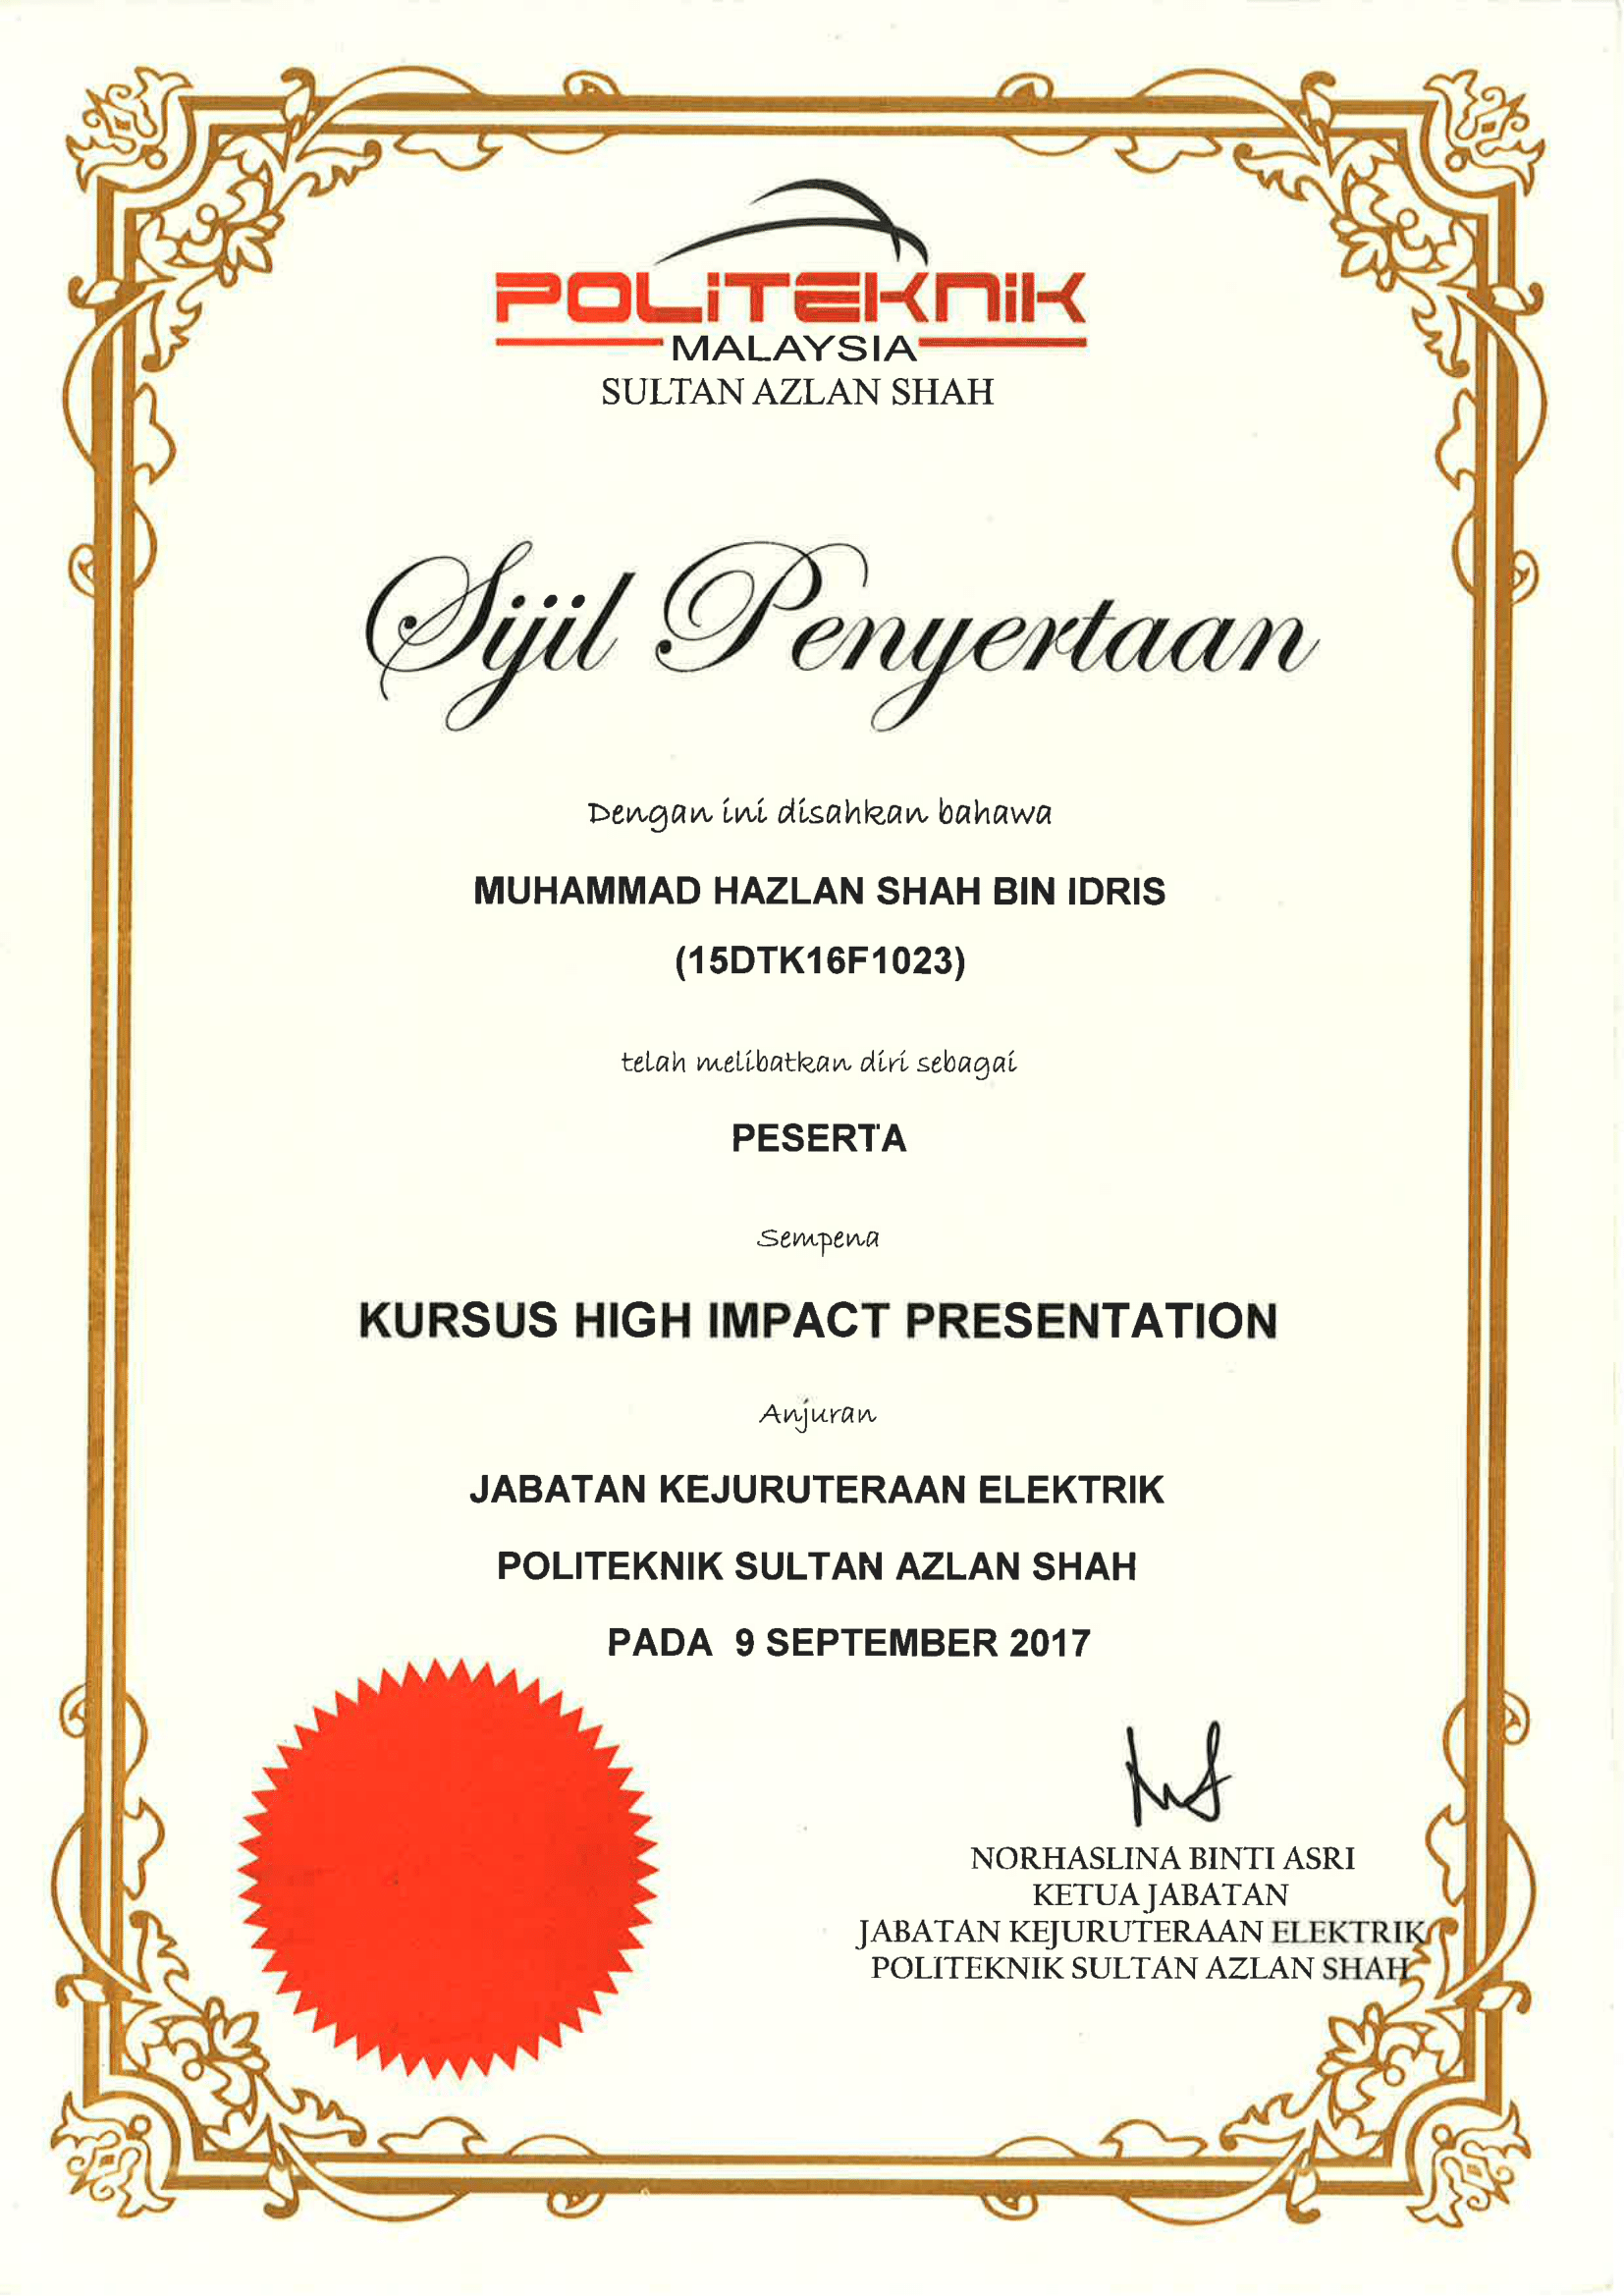 POLiTEKNiK
MALAYSIA
SULTAN AZLAN SHAH
Sijil Penyertaan
Dengan ini disahkan bahawa
MUHAMMAD HAZLAN SHAH BIN IDRIS
(15DTK16F1023)
telah melibatkan diri sebagai
PESERTA
Sempena
KURSUS HIGH IMPACT PRESENTATION
Anjuran
JABATAN KEJURUTERAAN ELEKTRIK
POLITEKNIK SULTAN AZLAN SHAH
PADA 9 SEPTEMBER 2017
NORHASLINA BINTI ASRI
KETUA JABATAN
JABATAN KEJURUTERAAN ELEKTRIK
POLITEKNIK SULTAN AZLAN SHAH